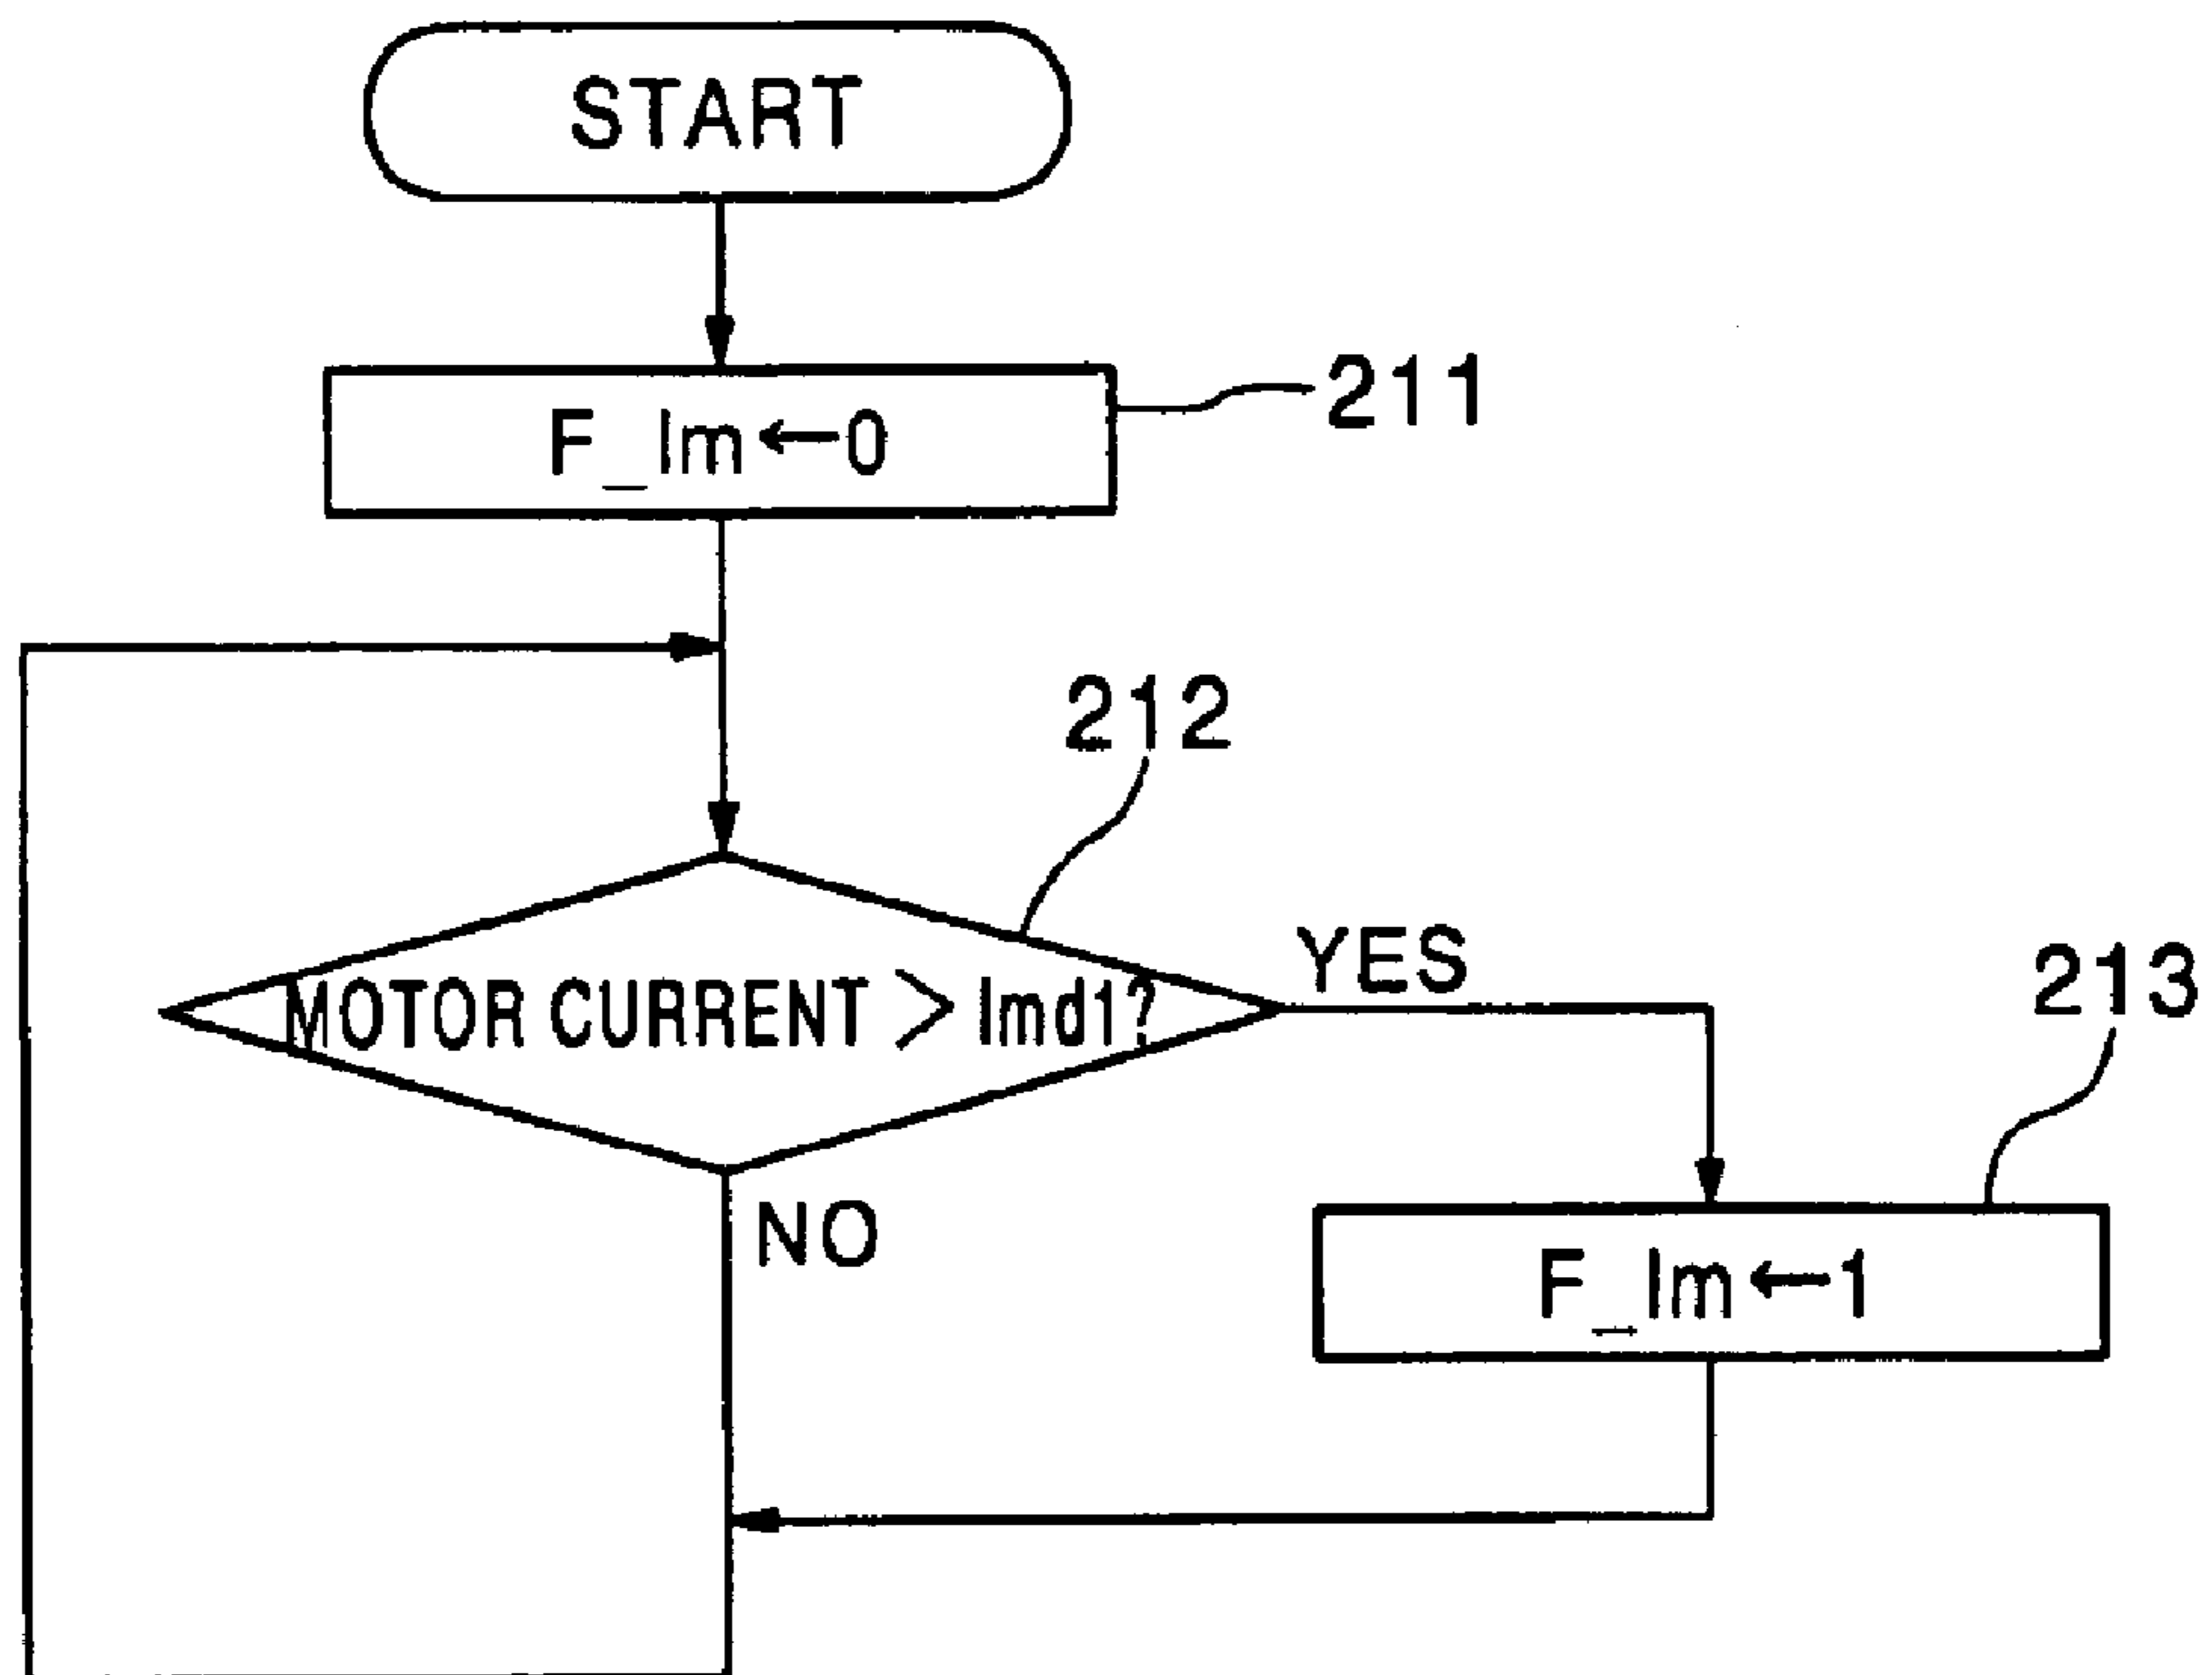 START
F_Im←0
211
212
MOTOR CURRENT > Imd1?
YES
213
NO
F_Im←1